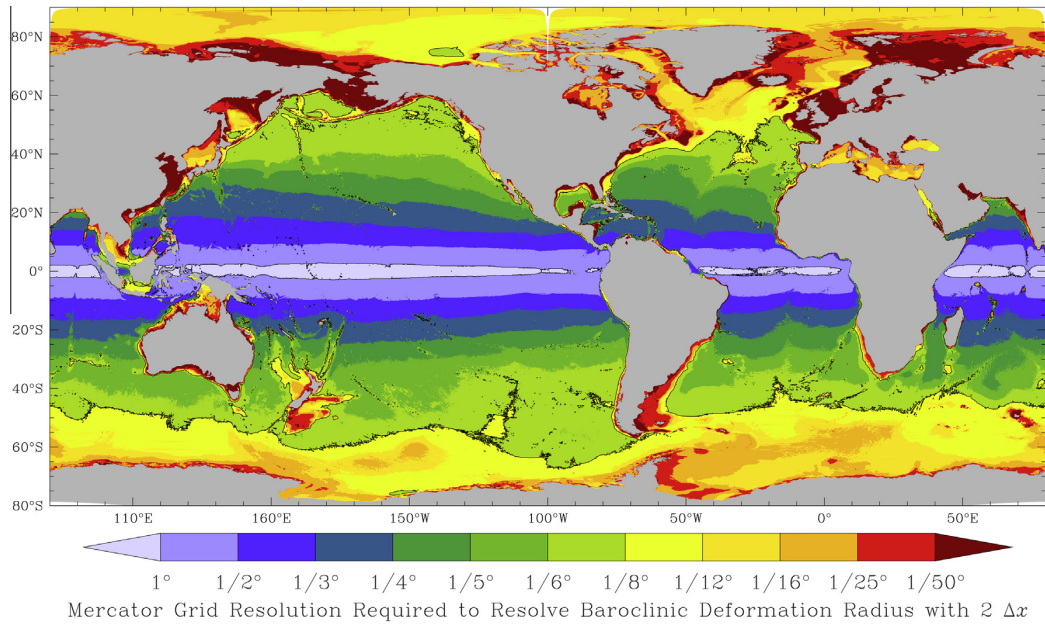 80°N
60°N
40°N
20°N
0°
20°S
40°S
60°S
80°S
110°E 160°E 150°W 100°W 50°W 0° 50°E
1° 1/2° 1/3° 1/4° 1/5° 1/6° 1/8° 1/12° 1/16° 1/25° 1/50°
Mercator Grid Resolution Required to Resolve Baroclinic Deformation Radius with 2 Δx